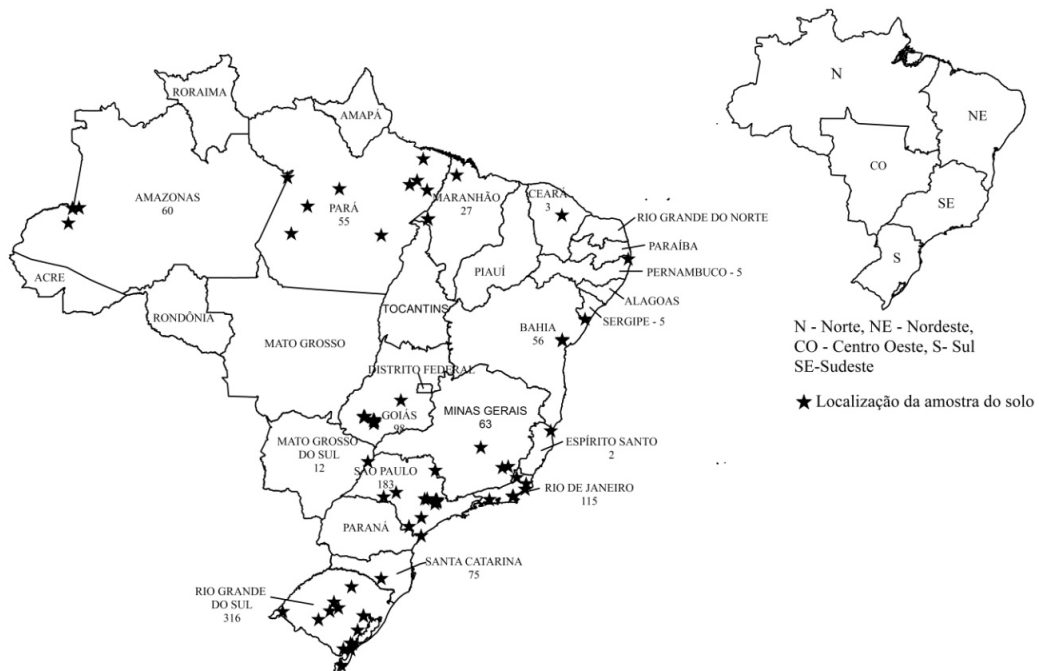 RORAIMA
AMAPÁ
AMAZONAS
60
PARÁ
55
MARANHÃO
27
CEARÁ
3
RIO GRANDE DO NORTE
PARAÍBA
PERNAMBUCO - 5
ALAGOAS
SERGIPE - 5
PIAUÍ
ACRE
RONDÔNIA
TOCANTINS
BAHIA
56
MATO GROSSO
DISTRITO FEDERAL
GOIÁS
98
MINAS GERAIS
63
MATO GROSSO
DO SUL
12
ESPÍRITO SANTO
2
SÃO PAULO
183
RIO DE JANEIRO
115
PARANÁ
SANTA CATARINA
75
RIO GRANDE
DO SUL
316
N
NE
CO
SE
S
N - Norte, NE - Nordeste,
CO - Centro Oeste, S- Sul
SE-Sudeste
Localização da amostra do solo